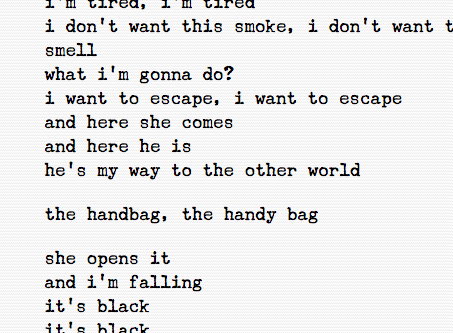 i'm tired, i'm tired
i don't want this smoke, i don't want t
smell
what i'm gonna do?
i want to escape, i want to escape
and here she comes
and here he is
he's my way to the other world
the handbag, the handy bag
she opens it
and i'm falling
it's black
it's black